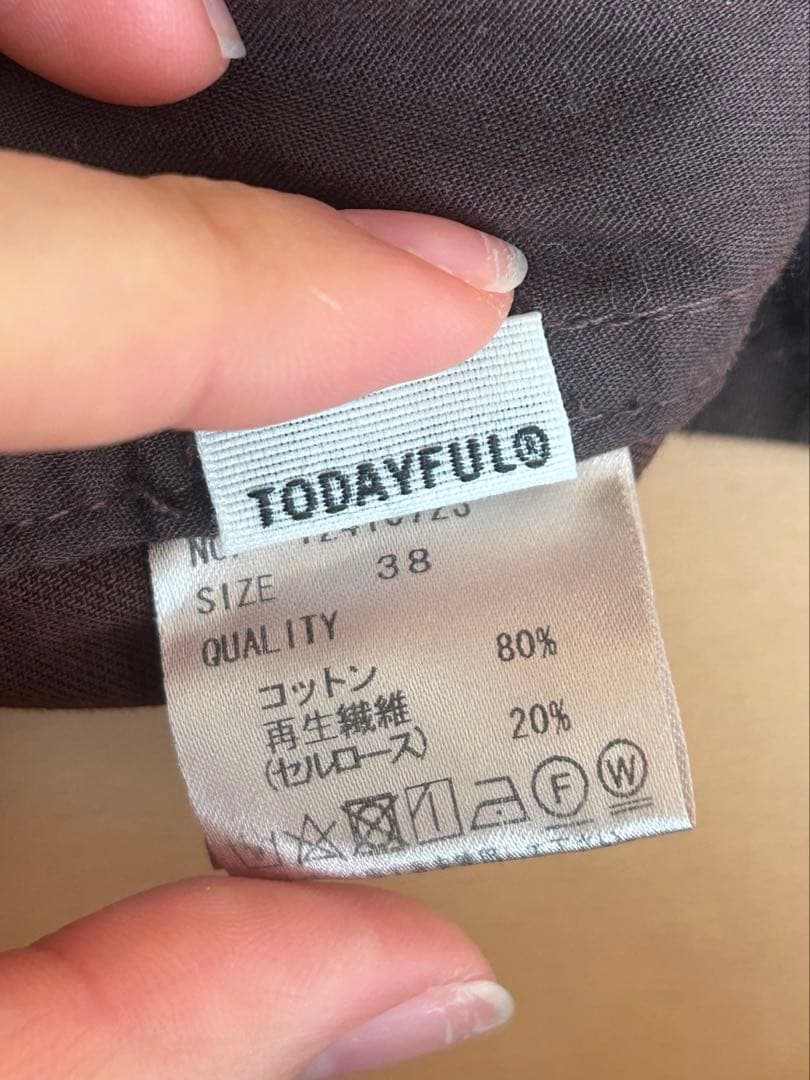 TODAYFUL®
SIZE 38
QUALITY
コットン 80%
再生繊維 20%
(セルロース)
F W